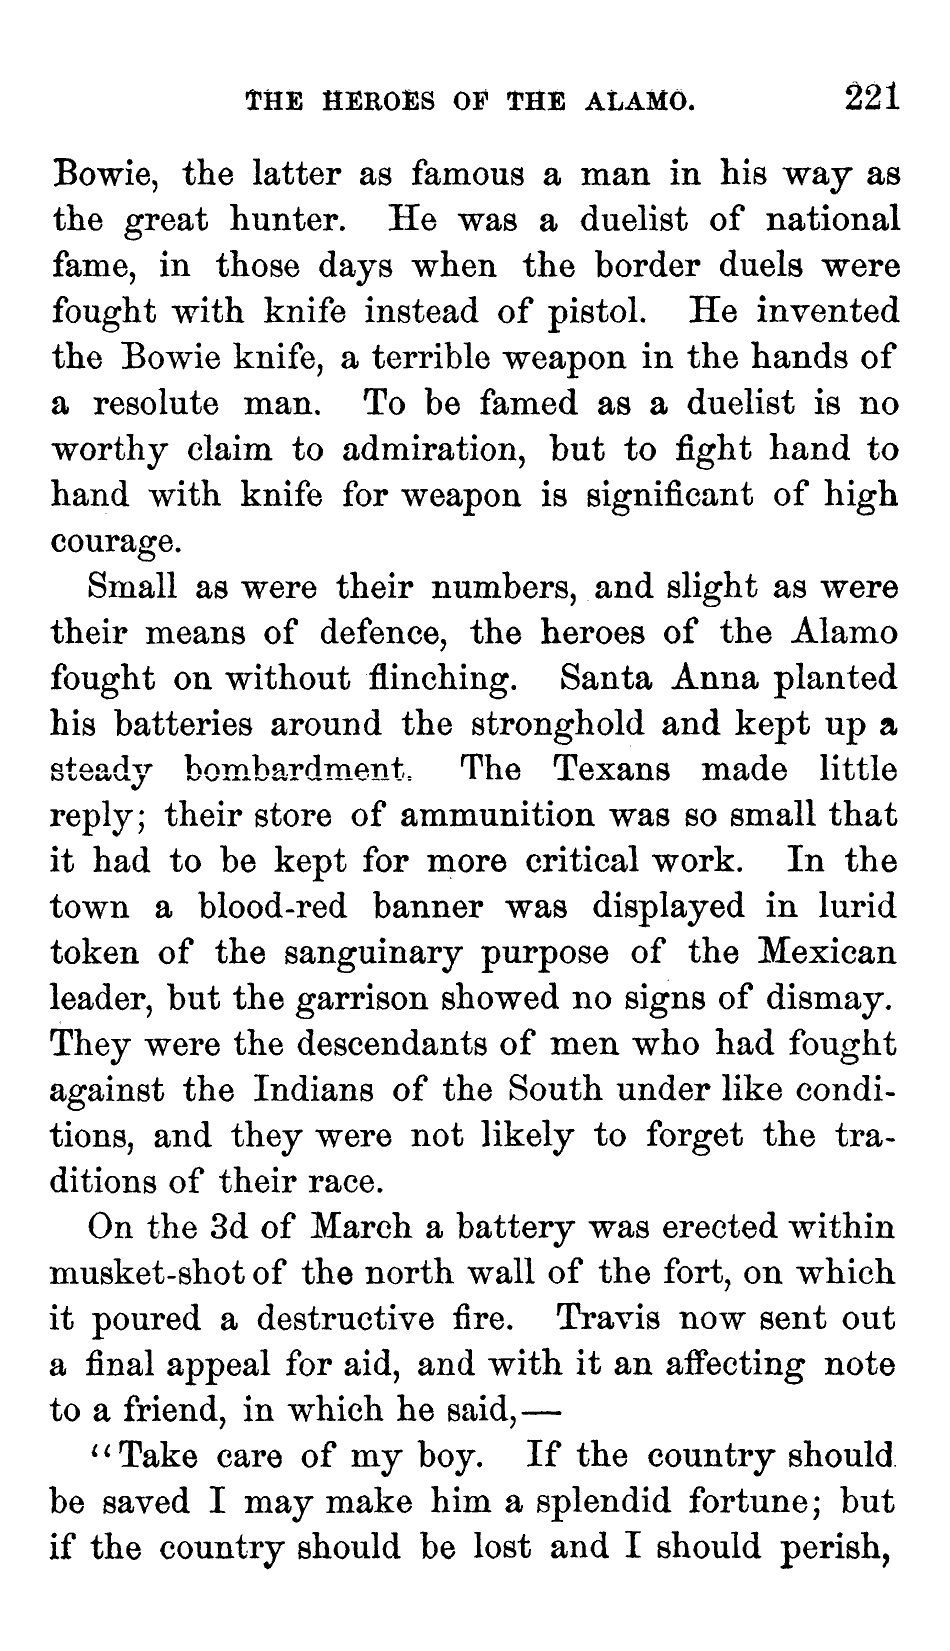 THE HEROES OF THE ALAMO. 221
Bowie, the latter as famous a man in his way as
the great hunter. He was a duelist of national
fame, in those days when the border duels were
fought with knife instead of pistol. He invented
the Bowie knife, a terrible weapon in the hands of
a resolute man. To be famed as a duelist is no
worthy claim to admiration, but to fight hand to
hand with knife for weapon is significant of high
courage.
Small as were their numbers, and slight as were
their means of defence, the heroes of the Alamo
fought on without flinching. Santa Anna planted
his batteries around the stronghold and kept up a
steady bombardment. The Texans made little
reply; their store of ammunition was so small that
it had to be kept for more critical work. In the
town a blood-red banner was displayed in lurid
token of the sanguinary purpose of the Mexican
leader, but the garrison showed no signs of dismay.
They were the descendants of men who had fought
against the Indians of the South under like condi-
tions, and they were not likely to forget the tra-
ditions of their race.
On the 3d of March a battery was erected within
musket-shot of the north wall of the fort, on which
it poured a destructive fire. Travis now sent out
a final appeal for aid, and with it an affecting note
to a friend, in which he said,—
“Take care of my boy. If the country should
be saved I may make him a splendid fortune; but
if the country should be lost and I should perish,